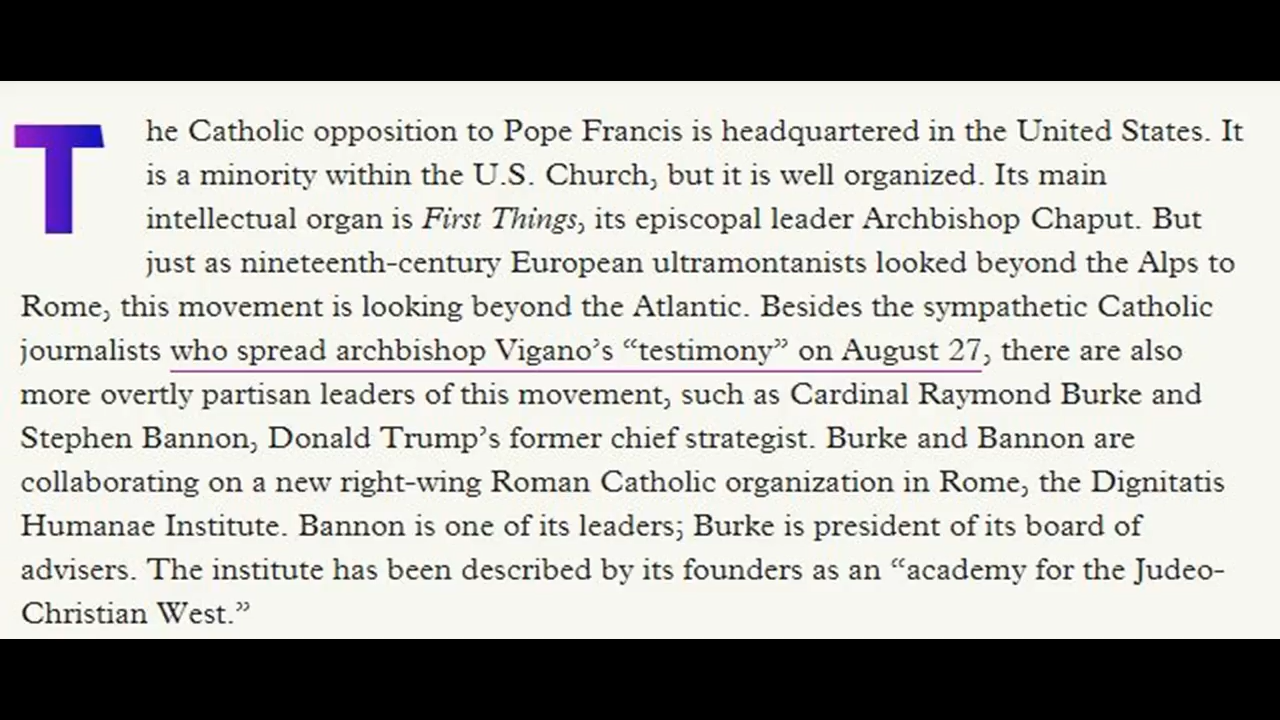 The Catholic opposition to Pope Francis is headquartered in the United States. It
is a minority within the U.S. Church, but it is well organized. Its main
intellectual organ is First Things, its episcopal leader Archbishop Chaput. But
just as nineteenth-century European ultramontanists looked beyond the Alps to
Rome, this movement is looking beyond the Atlantic. Besides the sympathetic Catholic
journalists who spread archbishop Vigano’s “testimony” on August 27, there are also
more overtly partisan leaders of this movement, such as Cardinal Raymond Burke and
Stephen Bannon, Donald Trump’s former chief strategist. Burke and Bannon are
collaborating on a new right-wing Roman Catholic organization in Rome, the Dignitatis
Humanae Institute. Bannon is one of its leaders; Burke is president of its board of
advisers. The institute has been described by its founders as an “academy for the Judeo-
Christian West.”